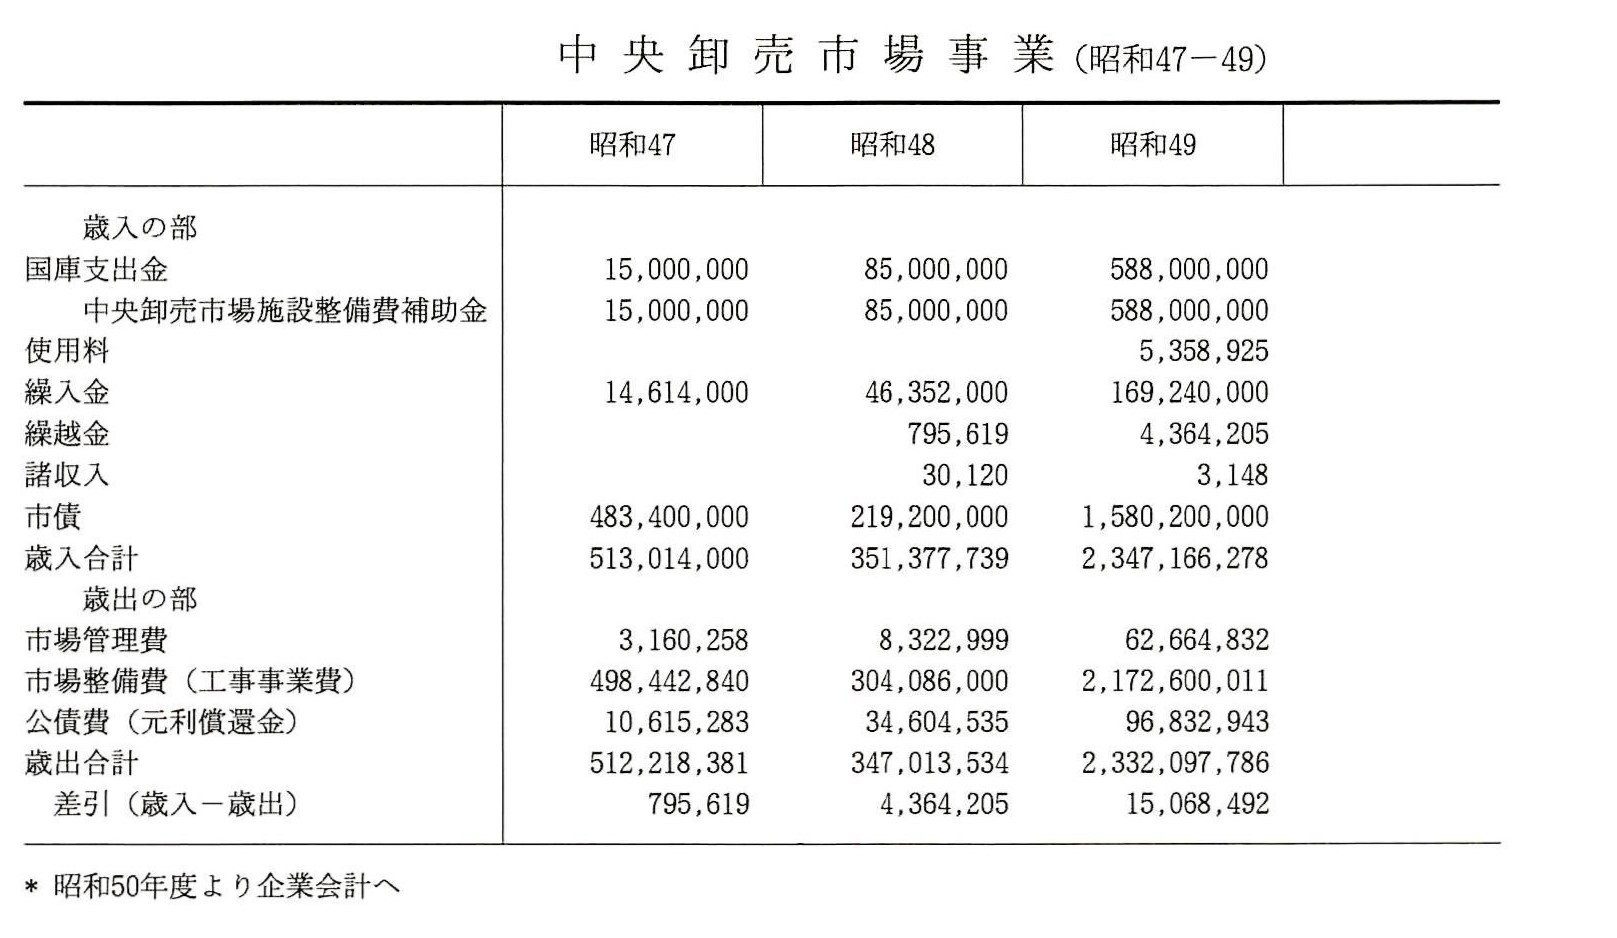 中央卸売市場事業(昭和47－49)
昭和47 昭和48 昭和49
歳入の部
国庫支出金 15,000,000 85,000,000 588,000,000
中央卸売市場施設整備費補助金 15,000,000 85,000,000 588,000,000
使用料 5,358,925
繰入金 14,614,000 46,352,000 169,240,000
繰越金 795,619 4,364,205
諸収入 30,120 3,148
市債 483,400,000 219,200,000 1,580,200,000
歳入合計 513,014,000 351,377,739 2,347,166,278
歳出の部
市場管理費 3,160,258 8,322,999 62,664,832
市場整備費（工事事業費） 498,442,840 304,086,000 2,172,600,011
公債費（元利償還金） 10,615,283 34,604,535 96,832,943
歳出合計 512,218,381 347,013,534 2,332,097,786
差引（歳入－歳出） 795,619 4,364,205 15,068,492
* 昭和50年度より企業会計へ